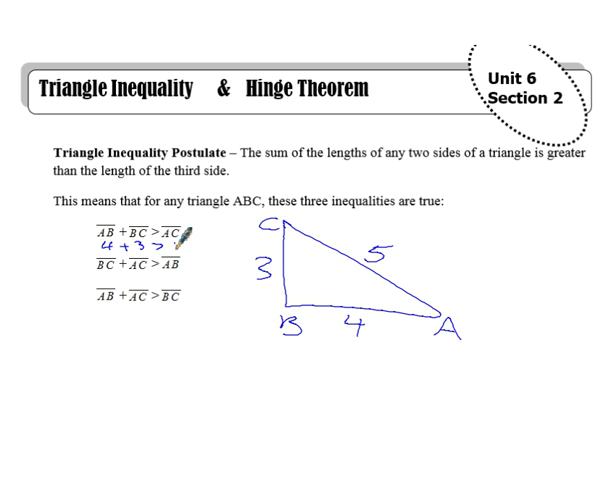 Triangle Inequality & Hinge Theorem
Unit 6
Section 2
Triangle Inequality Postulate – The sum of the lengths of any two sides of a triangle is greater
than the length of the third side.
This means that for any triangle ABC, these three inequalities are true:
AB + BC > AC
4 + 3 >
BC + AC > AB
AB + AC > BC
C
5
3
B
4
A